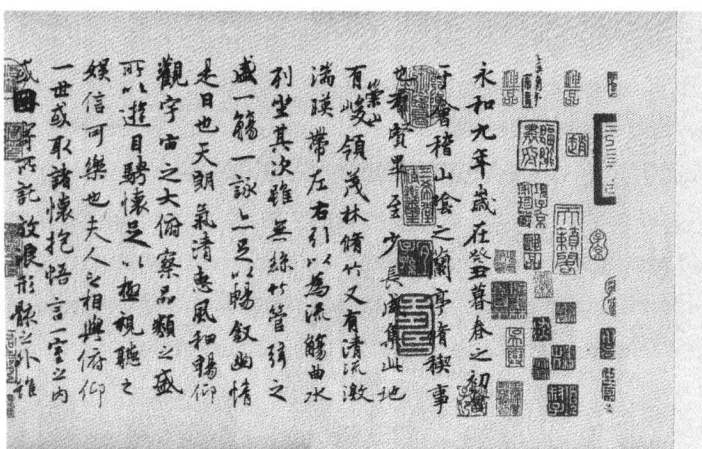 永和九年歲在癸丑暮春之初會
于會稽山陰之蘭亭脩稧事
也群賢畢至少長咸集此地
有崇山峻領茂林脩竹又有清流激
湍暎帶左右引以為流觴曲水
列坐其次雖無絲竹管弦之
盛一觴一詠亦足以暢敘幽情
是日也天朗氣清惠風和暢仰
觀宇宙之大俯察品類之盛
所以遊目騁懷足以極視聽之
娛信可樂也夫人之相與俯仰
一世或取諸懷抱悟言一室之內
或因寄所託放浪形骸之外雖